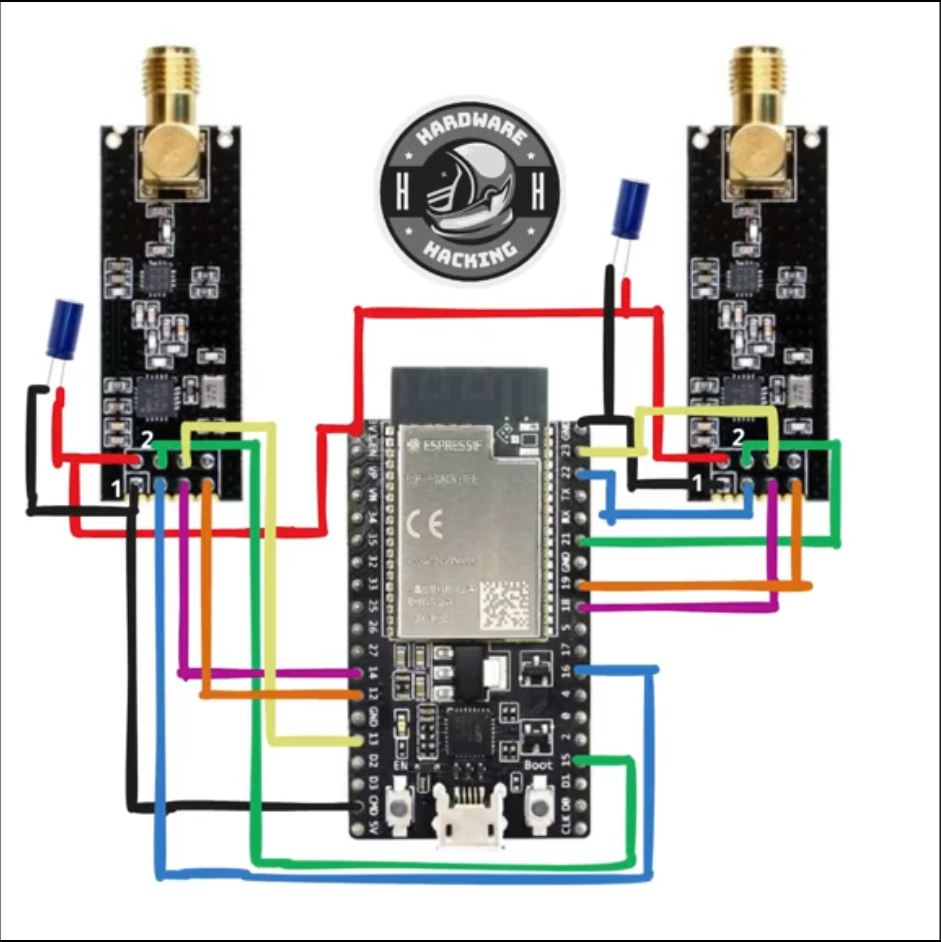 HARDWARE
H H
HACKING
2
1
2
1
ESPRESSIF
CE
EN
VP
VN
34
35
32
33
25
26
27
14
12
GND
13
D2
D3
CMD
5V
GND
23
22
TX
RX
21
GND
19
18
5
17
16
4
0
2
15
D1
D0
CLK
EN
Boot